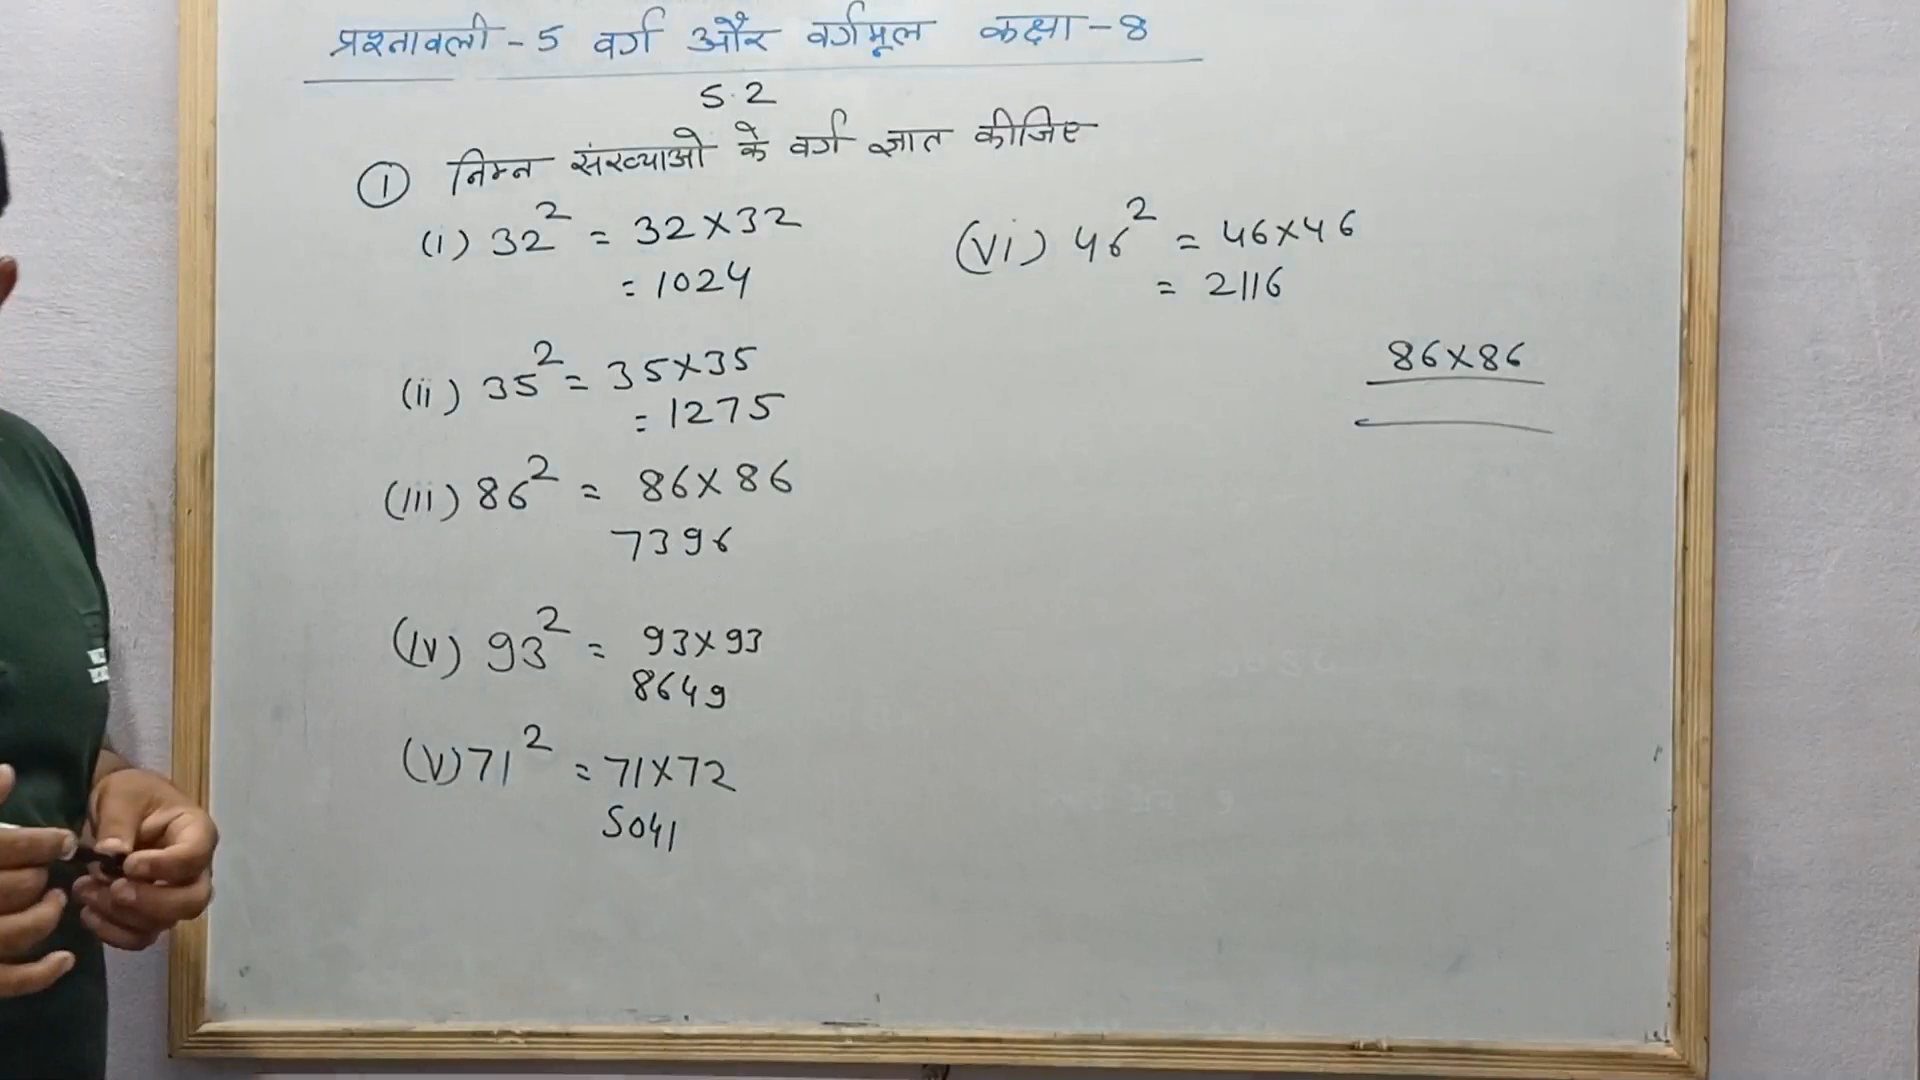 प्रश्नावली - 5 वर्ग और वर्गमूल कक्षा - 8
5.2
① निम्न संख्याओ के वर्ग ज्ञात कीजिए
(i) 32² = 32×32
= 1024
(ii) 35² = 35×35
= 1275
(iii) 86² = 86×86
7396
(iv) 93² = 93×93
8649
(v) 71² = 71×72
5041
(vi) 46² = 46×46
= 2116
86×86